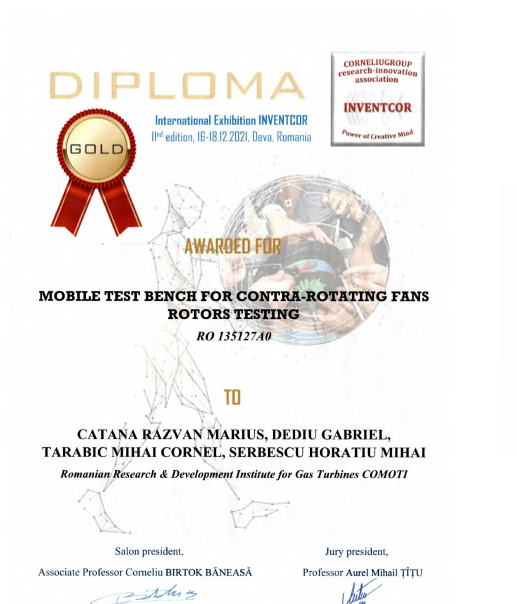 CORNELIUGROUP
research-innovation
association
INVENTCOR
Power of Creative Mind
DIPLOMA
International Exhibition INVENTCOR
IInd edition, 16-18.12.2021, Deva, Romania
GOLD
AWARDED FOR
MOBILE TEST BENCH FOR CONTRA-ROTATING FANS
ROTORS TESTING
RO 135127A0
TO
CATANA RAZVAN MARIUS, DEDIU GABRIEL,
TARABIC MIHAI CORNEL, SERBESCU HORATIU MIHAI
Romanian Research & Development Institute for Gas Turbines COMOTI
Salon president,
Jury president,
Associate Professor Corneliu BIRTOK BĂNEASĂ
Professor Aurel Mihail ȚÎȚU